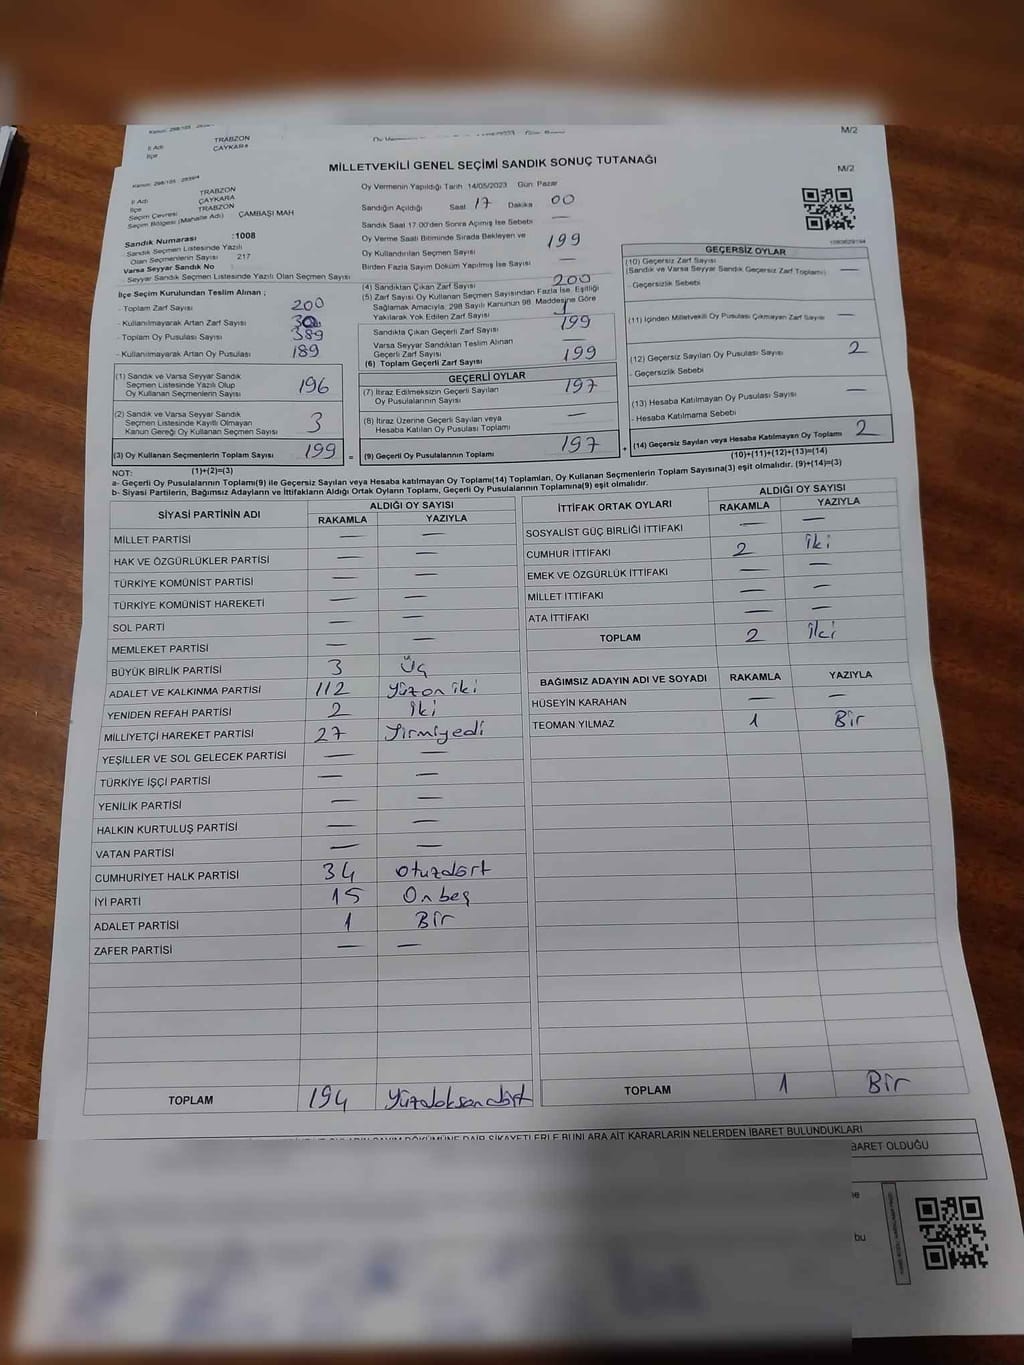 M/2
İl Adı TRABZON
İlçe ÇAYKARA
MİLLETVEKİLİ GENEL SEÇİMİ SANDIK SONUÇ TUTANAĞI
M/2
İl Adı TRABZON
İlçe ÇAYKARA
Seçim Çevresi TRABZON
Seçim Bölgesi (Mahalle Adı) ÇAMBAŞI MAH
Sandık Numarası :1008
Sandık Seçmen Listesinde Yazılı
Olan Seçmenlerin Sayısı 217
Varsa Seyyar Sandık No
Seyyar Sandık Seçmen Listesinde Yazılı Olan Seçmen Sayısı
Oy Vermenin Yapıldığı Tarih 14/05/2023 Gün: Pazar
Sandığın Açıldığı Saat 17 Dakika 00
Sandık Saat 17.00'den Sonra Açılmış İse Sebebi —
Oy Verme Saati Bitiminde Sırada Bekleyen ve
Oy Kullandırılan Seçmen Sayısı 199
Birden Fazla Sayım Döküm Yapılmış İse Sayısı —
İlçe Seçim Kurulundan Teslim Alınan ;
- Toplam Zarf Sayısı 200
- Kullanılmayarak Artan Zarf Sayısı
- Toplam Oy Pusulası Sayısı 389
- Kullanılmayarak Artan Oy Pusulası 189
(1) Sandık ve Varsa Seyyar Sandık
Seçmen Listesinde Yazılı Olup
Oy Kullanan Seçmenlerin Sayısı 196
(2) Sandık ve Varsa Seyyar Sandık
Seçmen Listesinde Kayıtlı Olmayan
Kanun Gereği Oy Kullanan Seçmen Sayısı 3
(3) Oy Kullanan Seçmenlerin Toplam Sayısı 199
(1)+(2)=(3)
(4) Sandıktan Çıkan Zarf Sayısı 200
(5) Zarf Sayısı Oy Kullanan Seçmen Sayısından Fazla İse, Eşitliği
Sağlamak Amacıyla, 298 Sayılı Kanunun 98. Maddesine Göre
Yakılarak Yok Edilen Zarf Sayısı 1
Sandıkta Çıkan Geçerli Zarf Sayısı 199
Varsa Seyyar Sandıktan Teslim Alınan
Geçerli Zarf Sayısı —
(6) Toplam Geçerli Zarf Sayısı 199
GEÇERLİ OYLAR
(7) İtiraz Edilmeksizin Geçerli Sayılan
Oy Pusulalarının Sayısı 197
(8) İtiraz Üzerine Geçerli Sayılan veya
Hesaba Katılan Oy Pusulası Toplamı —
= (9) Geçerli Oy Pusulalarının Toplamı 197 +
GEÇERSİZ OYLAR
(10) Geçersiz Zarf Sayısı
(Sandık ve Varsa Seyyar Sandık Geçersiz Zarf Toplamı) —
- Geçersizlik Sebebi
(11) İçinden Milletvekili Oy Pusulası Çıkmayan Zarf Sayısı —
(12) Geçersiz Sayılan Oy Pusulası Sayısı 2
- Geçersizlik Sebebi
(13) Hesaba Katılmayan Oy Pusulası Sayısı —
- Hesaba Katılmama Sebebi
(14) Geçersiz Sayılan veya Hesaba Katılmayan Oy Toplamı 2
(10)+(11)+(12)+(13)=(14)
NOT:
a- Geçerli Oy Pusulalarının Toplamı(9) ile Geçersiz Sayılan veya Hesaba katılmayan Oy Toplamı(14) Toplamları, Oy Kullanan Seçmenlerin Toplam Sayısına(3) eşit olmalıdır. (9)+(14)=(3)
b- Siyasi Partilerin, Bağımsız Adayların ve İttifakların Aldığı Ortak Oyların Toplamı, Geçerli Oy Pusulalarının Toplamına(9) eşit olmalıdır.
SİYASİ PARTİNİN ADI ALDIĞI OY SAYISI
RAKAMLA YAZIYLA
MİLLET PARTİSİ — —
HAK VE ÖZGÜRLÜKLER PARTİSİ — —
TÜRKİYE KOMÜNİST PARTİSİ — —
TÜRKİYE KOMÜNİST HAREKETİ — —
SOL PARTİ — —
MEMLEKET PARTİSİ — —
BÜYÜK BİRLİK PARTİSİ 3 Üç
ADALET VE KALKINMA PARTİSİ 112 yüzoniki
YENİDEN REFAH PARTİSİ 2 İki
MİLLİYETÇİ HAREKET PARTİSİ 27 yirmiyedi
YEŞİLLER VE SOL GELECEK PARTİSİ — —
TÜRKİYE İŞÇİ PARTİSİ — —
YENİLİK PARTİSİ — —
HALKIN KURTULUŞ PARTİSİ — —
VATAN PARTİSİ — —
CUMHURİYET HALK PARTİSİ 34 otuzdört
İYİ PARTİ 15 Onbeş
ADALET PARTİSİ 1 Bir
ZAFER PARTİSİ — —
TOPLAM 194 yüzdoksandört
İTTİFAK ORTAK OYLARI ALDIĞI OY SAYISI
RAKAMLA YAZIYLA
SOSYALİST GÜÇ BİRLİĞİ İTTİFAKI — —
CUMHUR İTTİFAKI 2 İki
EMEK VE ÖZGÜRLÜK İTTİFAKI — —
MİLLET İTTİFAKI — —
ATA İTTİFAKI — —
TOPLAM 2 İki
BAĞIMSIZ ADAYIN ADI VE SOYADI RAKAMLA YAZIYLA
HÜSEYİN KARAHAN — —
TEOMAN YILMAZ 1 Bir
TOPLAM 1 Bir
SAYIM DÖKÜMÜNE DAİR ŞİKAYETLERLE BUNLARA AİT KARARLARIN NELERDEN İBARET BULUNDUKLARI
BARET OLDUĞU
bu